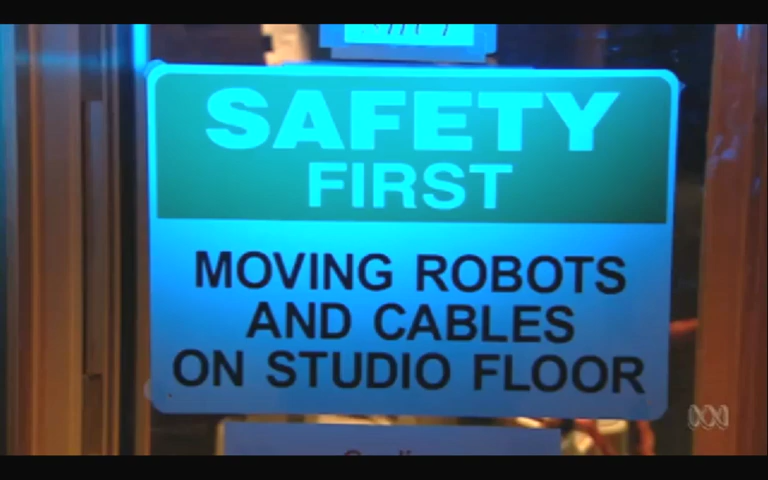 SAFETY
FIRST
MOVING ROBOTS
AND CABLES
ON STUDIO FLOOR